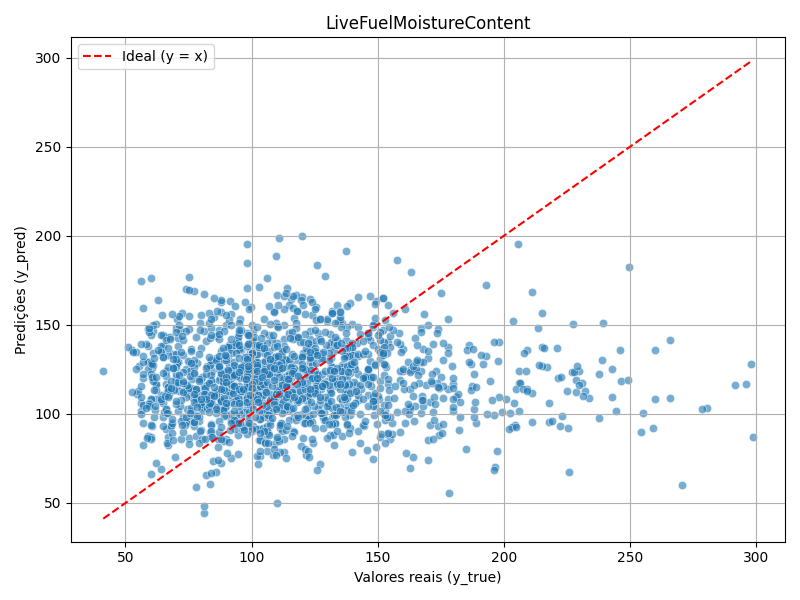 LiveFuelMoistureContent
Ideal (y = x)
300
250
200
150
100
50
Predições (y_pred)
50 100 150 200 250 300
Valores reais (y_true)